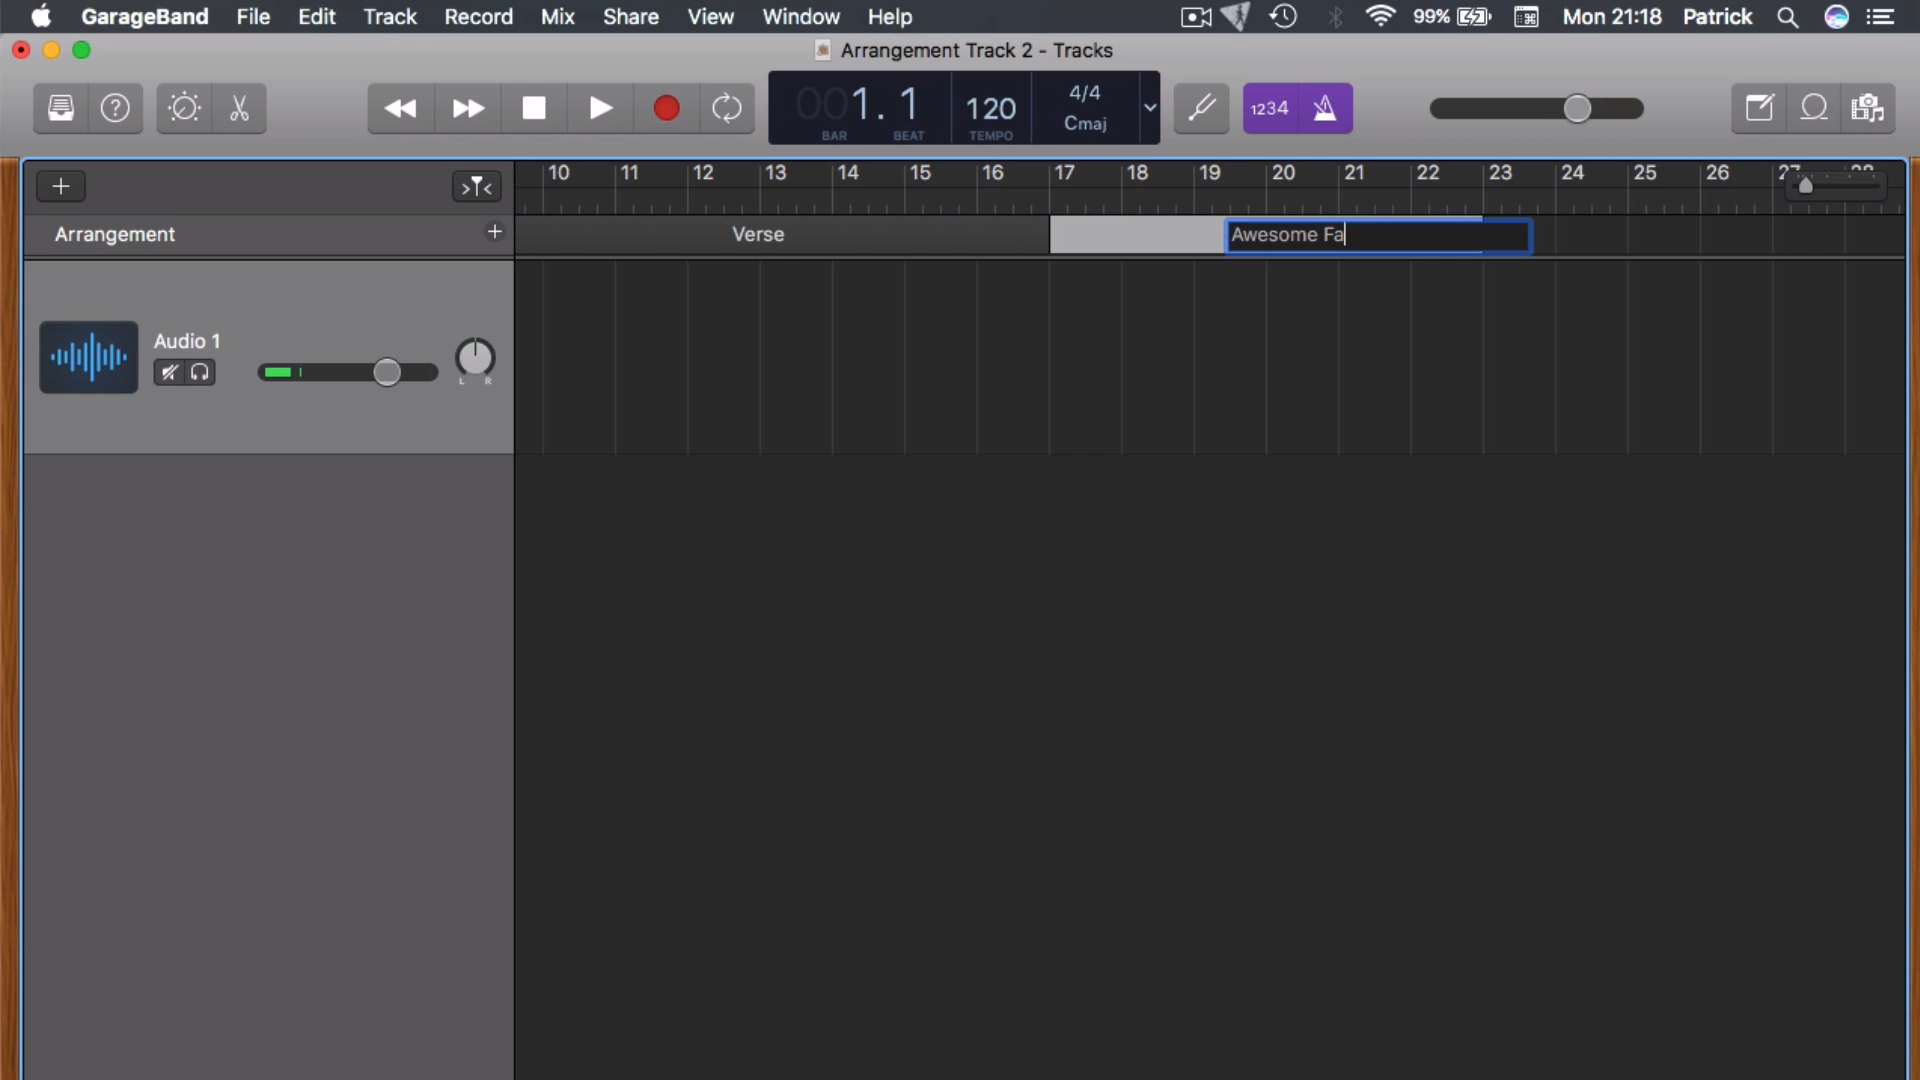 GarageBand File Edit Track Record Mix Share View Window Help 99% Mon 21:18 Patrick
Arrangement Track 2 - Tracks
001. 1 120 4/4 Cmaj
BAR BEAT TEMPO
1234
10 11 12 13 14 15 16 17 18 19 20 21 22 23 24 25 26 27 28
Arrangement + Verse Awesome Fa
Audio 1
L R